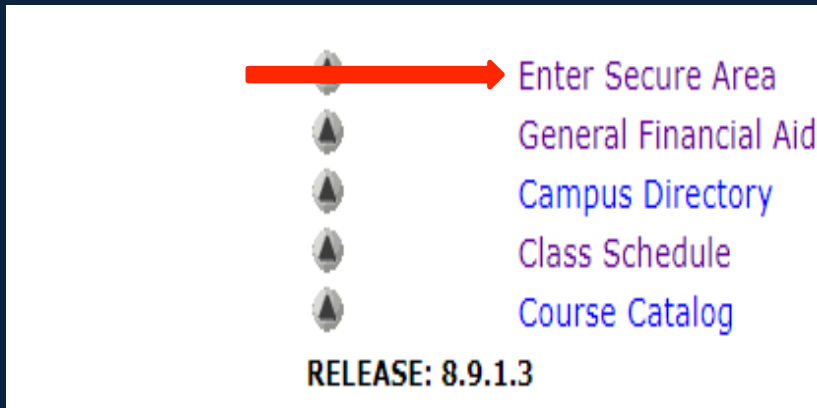 Enter Secure Area
General Financial Aid
Campus Directory
Class Schedule
Course Catalog
RELEASE: 8.9.1.3